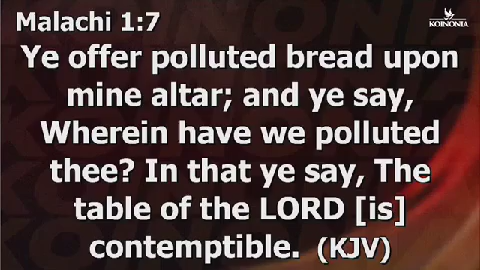 Malachi 1:7
KOINONIA
Ye offer polluted bread upon
mine altar; and ye say,
Wherein have we polluted
thee? In that ye say, The
table of the LORD [is]
contemptible. (KJV)